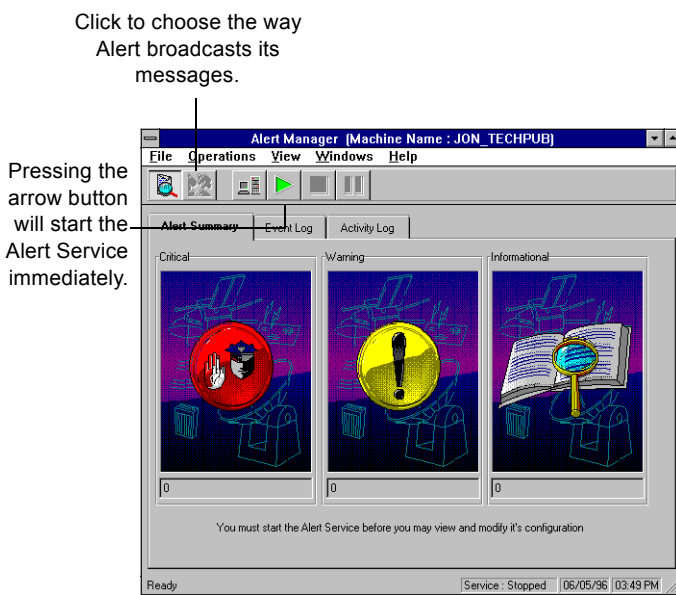 Click to choose the way
Alert broadcasts its
messages.
Alert Manager (Machine Name : JON_TECHPUB)
File Operations View Windows Help
Pressing the
arrow button
will start the
Alert Service
immediately.
Alert Summary Event Log Activity Log
Critical Warning Informational
0 0 0
You must start the Alert Service before you may view and modify it's configuration
Ready Service : Stopped 06/05/96 03:49 PM